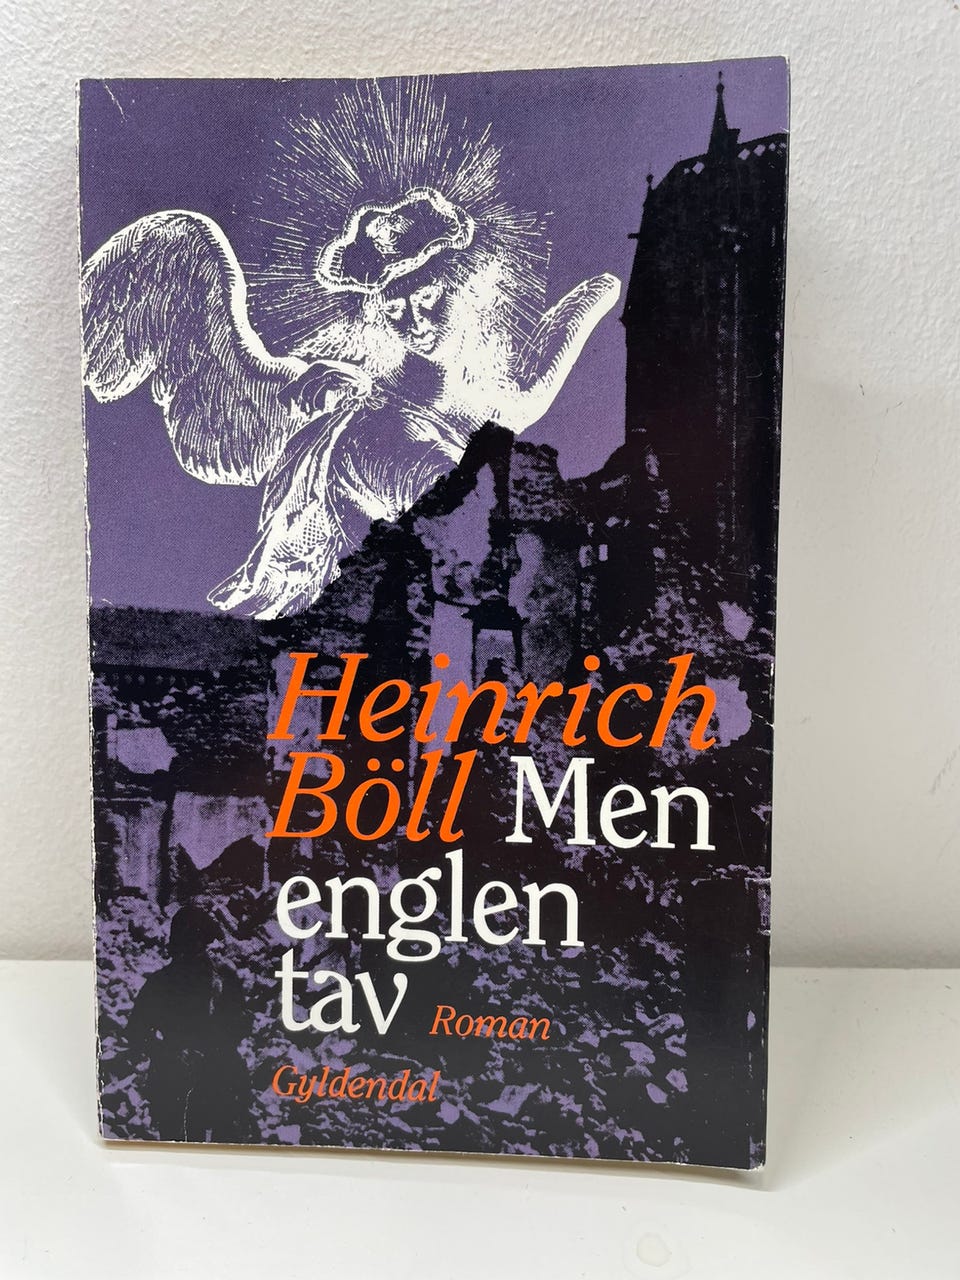 Heinrich
Böll Men
englen
tav Roman
Gyldendal